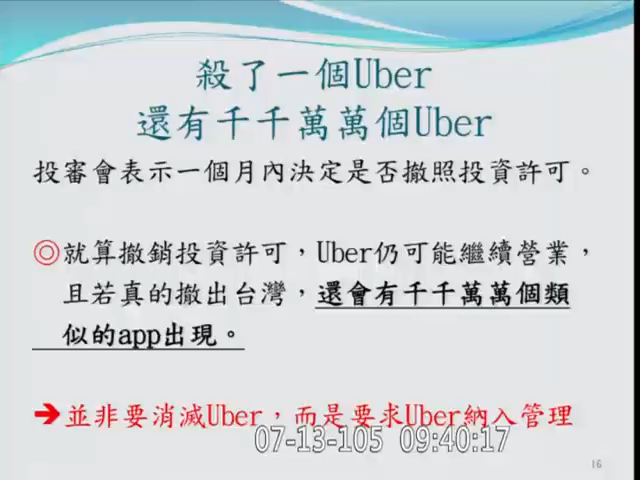 殺了一個Uber
還有千千萬萬個Uber
投審會表示一個月內決定是否撤照投資許可。
◎就算撤銷投資許可，Uber仍可能繼續營業，
且若真的撤出台灣，還會有千千萬萬個類
似的app出現。
➔並非要消滅Uber，而是要求Uber納入管理
07-13-105 09:40:17
16